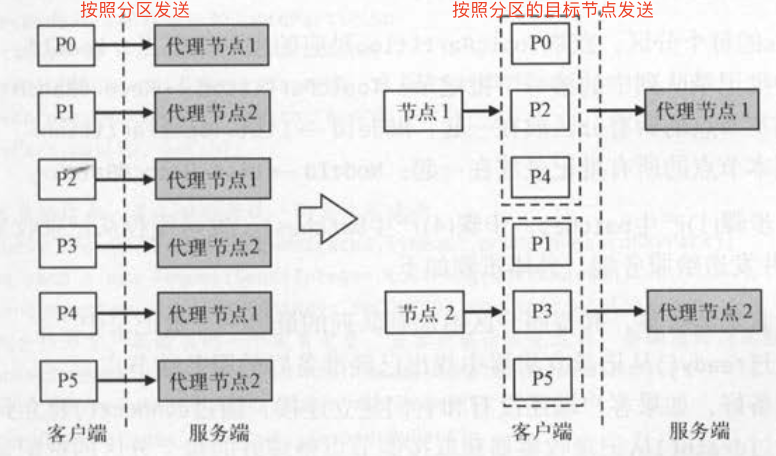 按照分区发送
按照分区的目标节点发送
P0
代理节点1
P1
代理节点2
P2
代理节点1
P3
代理节点2
P4
代理节点1
P5
代理节点2
客户端
服务端
P0
节点1
P2
代理节点1
P4
P1
节点 2
P3
代理节点2
P5
客户端
服务端